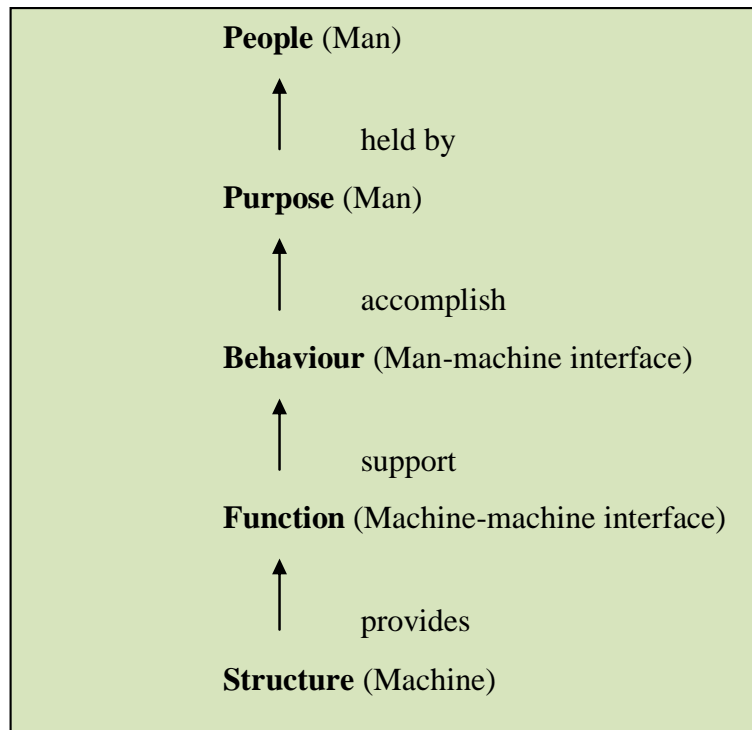 People (Man)
held by
Purpose (Man)
accomplish
Behaviour (Man-machine interface)
support
Function (Machine-machine interface)
provides
Structure (Machine)